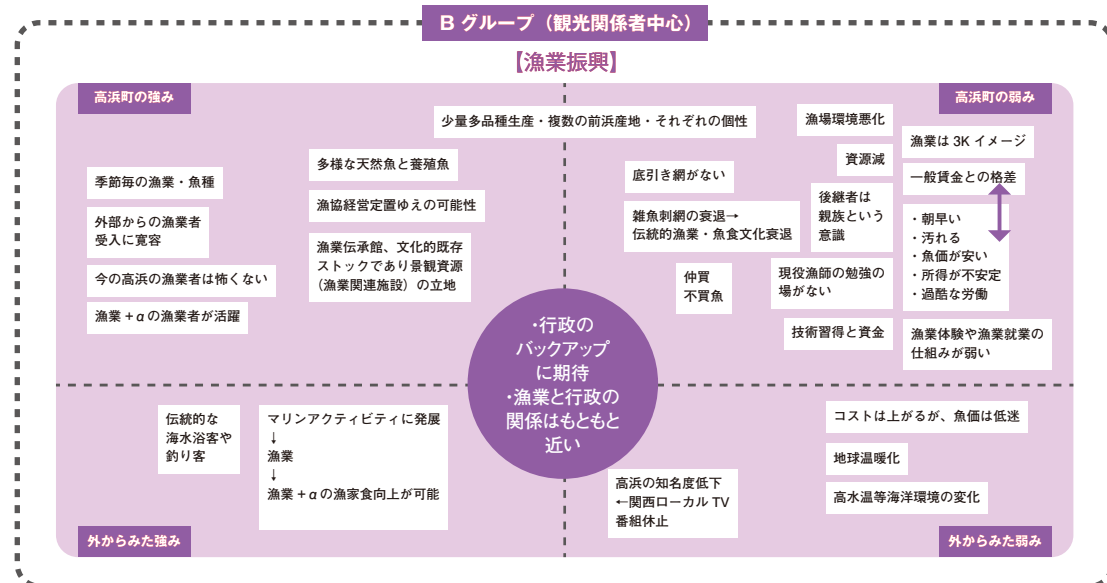 B グループ（観光関係者中心）
【漁業振興】
高浜町の強み
高浜町の弱み
少量多品種生産・複数の前浜産地・それぞれの個性
季節毎の漁業・魚種
外部からの漁業者
受入に寛容
今の高浜の漁業者は怖くない
漁業 + α の漁業者が活躍
多様な天然魚と養殖魚
漁協経営定置ゆえの可能性
漁業伝承館、文化的既存
ストックであり景観資源
（漁業関連施設）の立地
底引き網がない
雑魚刺網の衰退→
伝統的漁業・魚食文化衰退
仲買
不買魚
漁場環境悪化
資源減
後継者は
親族という
意識
現役漁師の勉強の
場がない
技術習得と資金
漁業は 3K イメージ
一般賃金との格差
・朝早い
・汚れる
・魚価が安い
・所得が不安定
・過酷な労働
漁業体験や漁業就業の
仕組みが弱い
・行政の
バックアップ
に期待
・漁業と行政の
関係はもともと
近い
伝統的な
海水浴客や
釣り客
マリンアクティビティに発展
↓
漁業
↓
漁業 + α の漁家食向上が可能
高浜の知名度低下
←関西ローカル TV
番組休止
コストは上がるが、魚価は低迷
地球温暖化
高水温等海洋環境の変化
外からみた強み
外からみた弱み